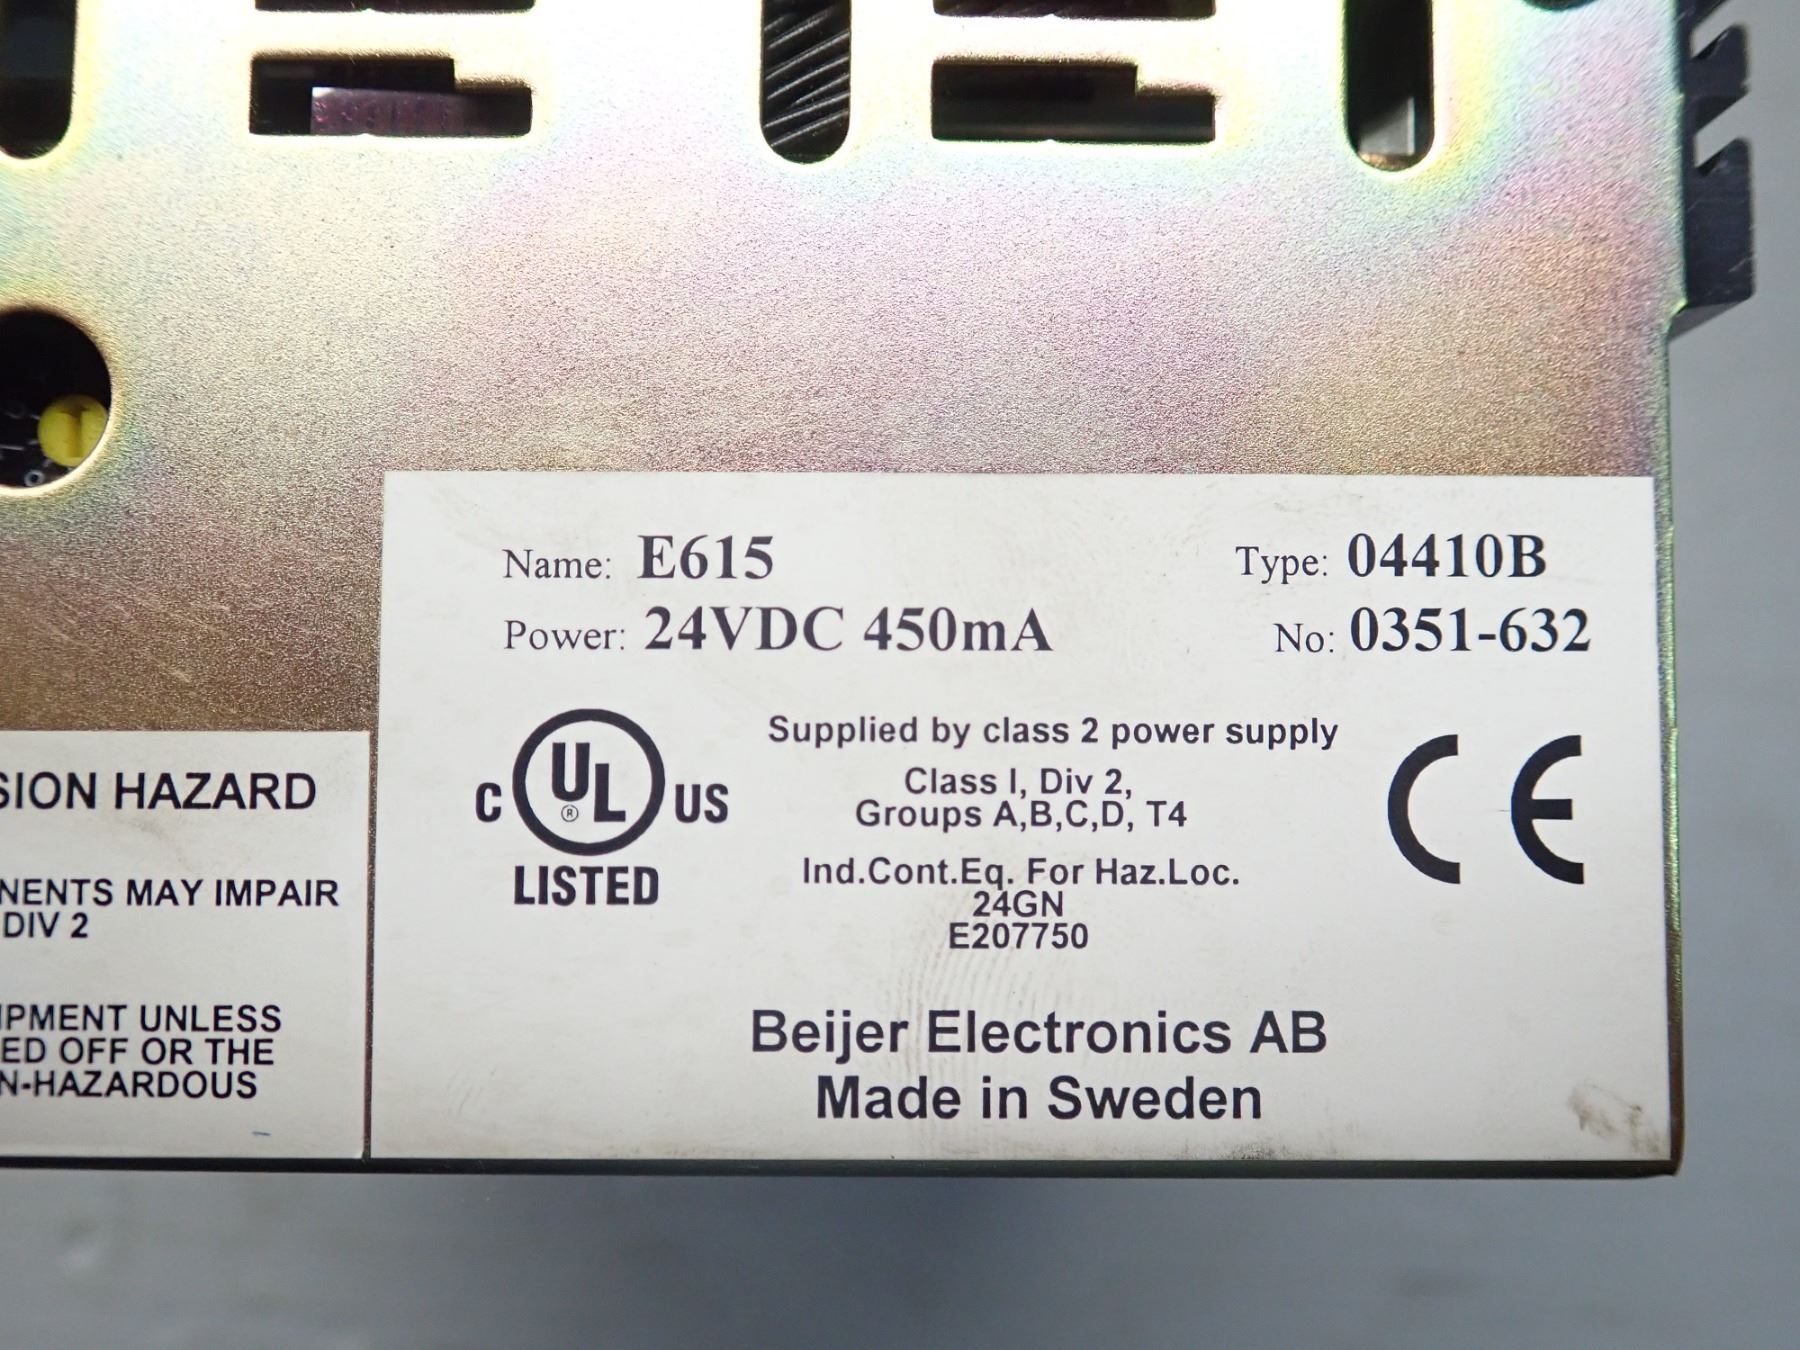 Name: E615
Type: 04410B
Power: 24VDC 450mA
No: 0351-632
C UL ® US
LISTED
Supplied by class 2 power supply
Class I, Div 2,
Groups A,B,C,D, T4
Ind.Cont.Eq. For Haz.Loc.
24GN
E207750
CE
Beijer Electronics AB
Made in Sweden
SION HAZARD
NENTS MAY IMPAIR
DIV 2
IPMENT UNLESS
ED OFF OR THE
N-HAZARDOUS